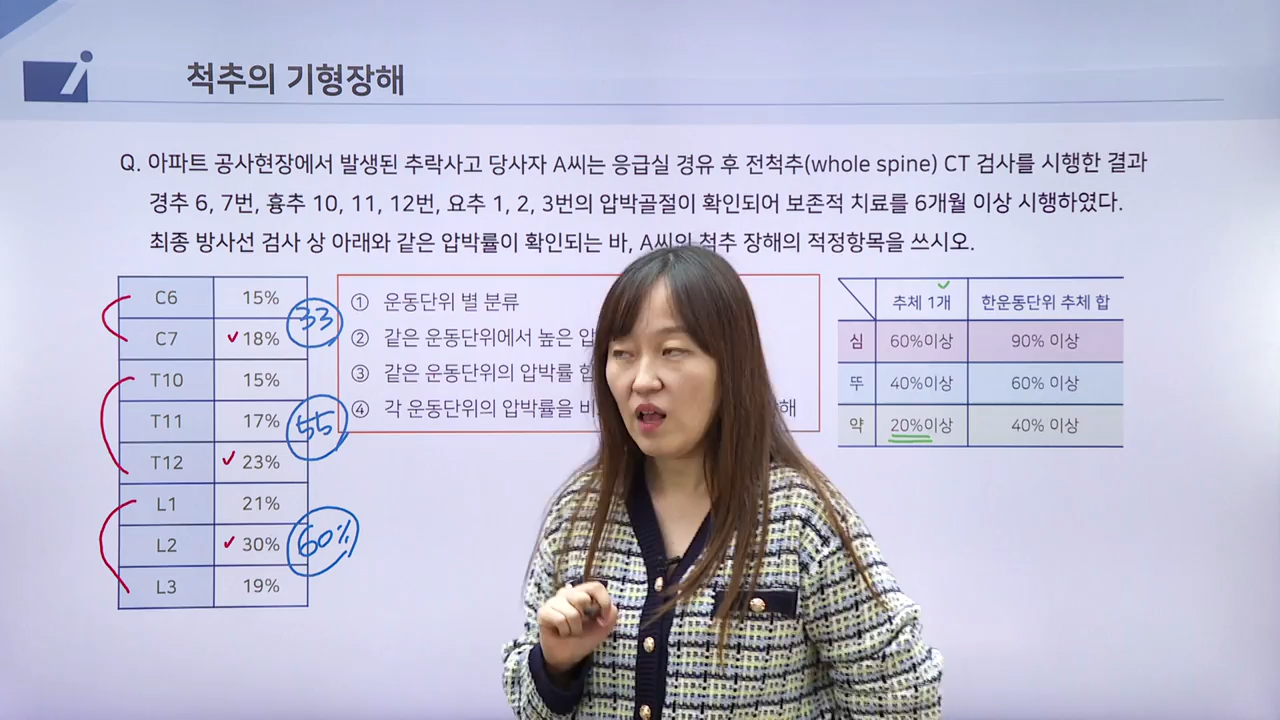 척추의 기형장해
Q. 아파트 공사현장에서 발생된 추락사고 당사자 A씨는 응급실 경유 후 전척추(whole spine) CT 검사를 시행한 결과
경추 6, 7번, 흉추 10, 11, 12번, 요추 1, 2, 3번의 압박골절이 확인되어 보존적 치료를 6개월 이상 시행하였다.
최종 방사선 검사 상 아래와 같은 압박률이 확인되는 바, A씨의 척추 장해의 적정항목을 쓰시오.
C6 15%
C7 18% 33
T10 15%
T11 17% 55
T12 23%
L1 21%
L2 30% 60%
L3 19%
① 운동단위 별 분류
② 같은 운동단위에서 높은 압
③ 같은 운동단위의 압박률 합
④ 각 운동단위의 압박률을 비 해
추체 1개 한운동단위 추체 합
심 60%이상 90% 이상
뚜 40%이상 60% 이상
약 20%이상 40% 이상